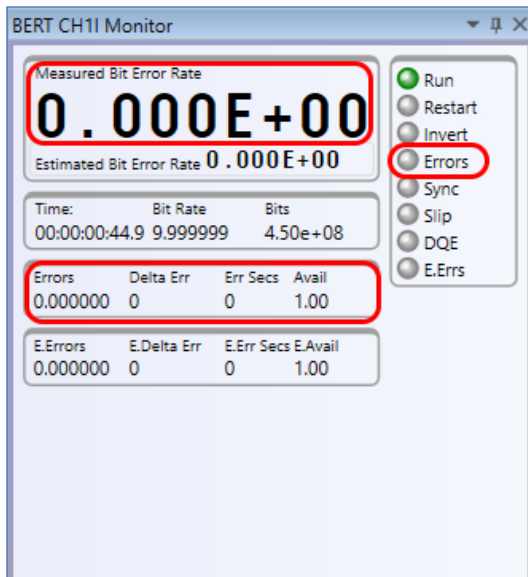 BERT CH1I Monitor
Measured Bit Error Rate
0.000E+00
Estimated Bit Error Rate 0.000E+00
Time: Bit Rate Bits
00:00:00:44.9 9.999999 4.50e+08
Errors Delta Err Err Secs Avail
0.000000 0 0 1.00
E.Errors E.Delta Err E.Err Secs E.Avail
0.000000 0 0 1.00
Run
Restart
Invert
Errors
Sync
Slip
DQE
E.Errs